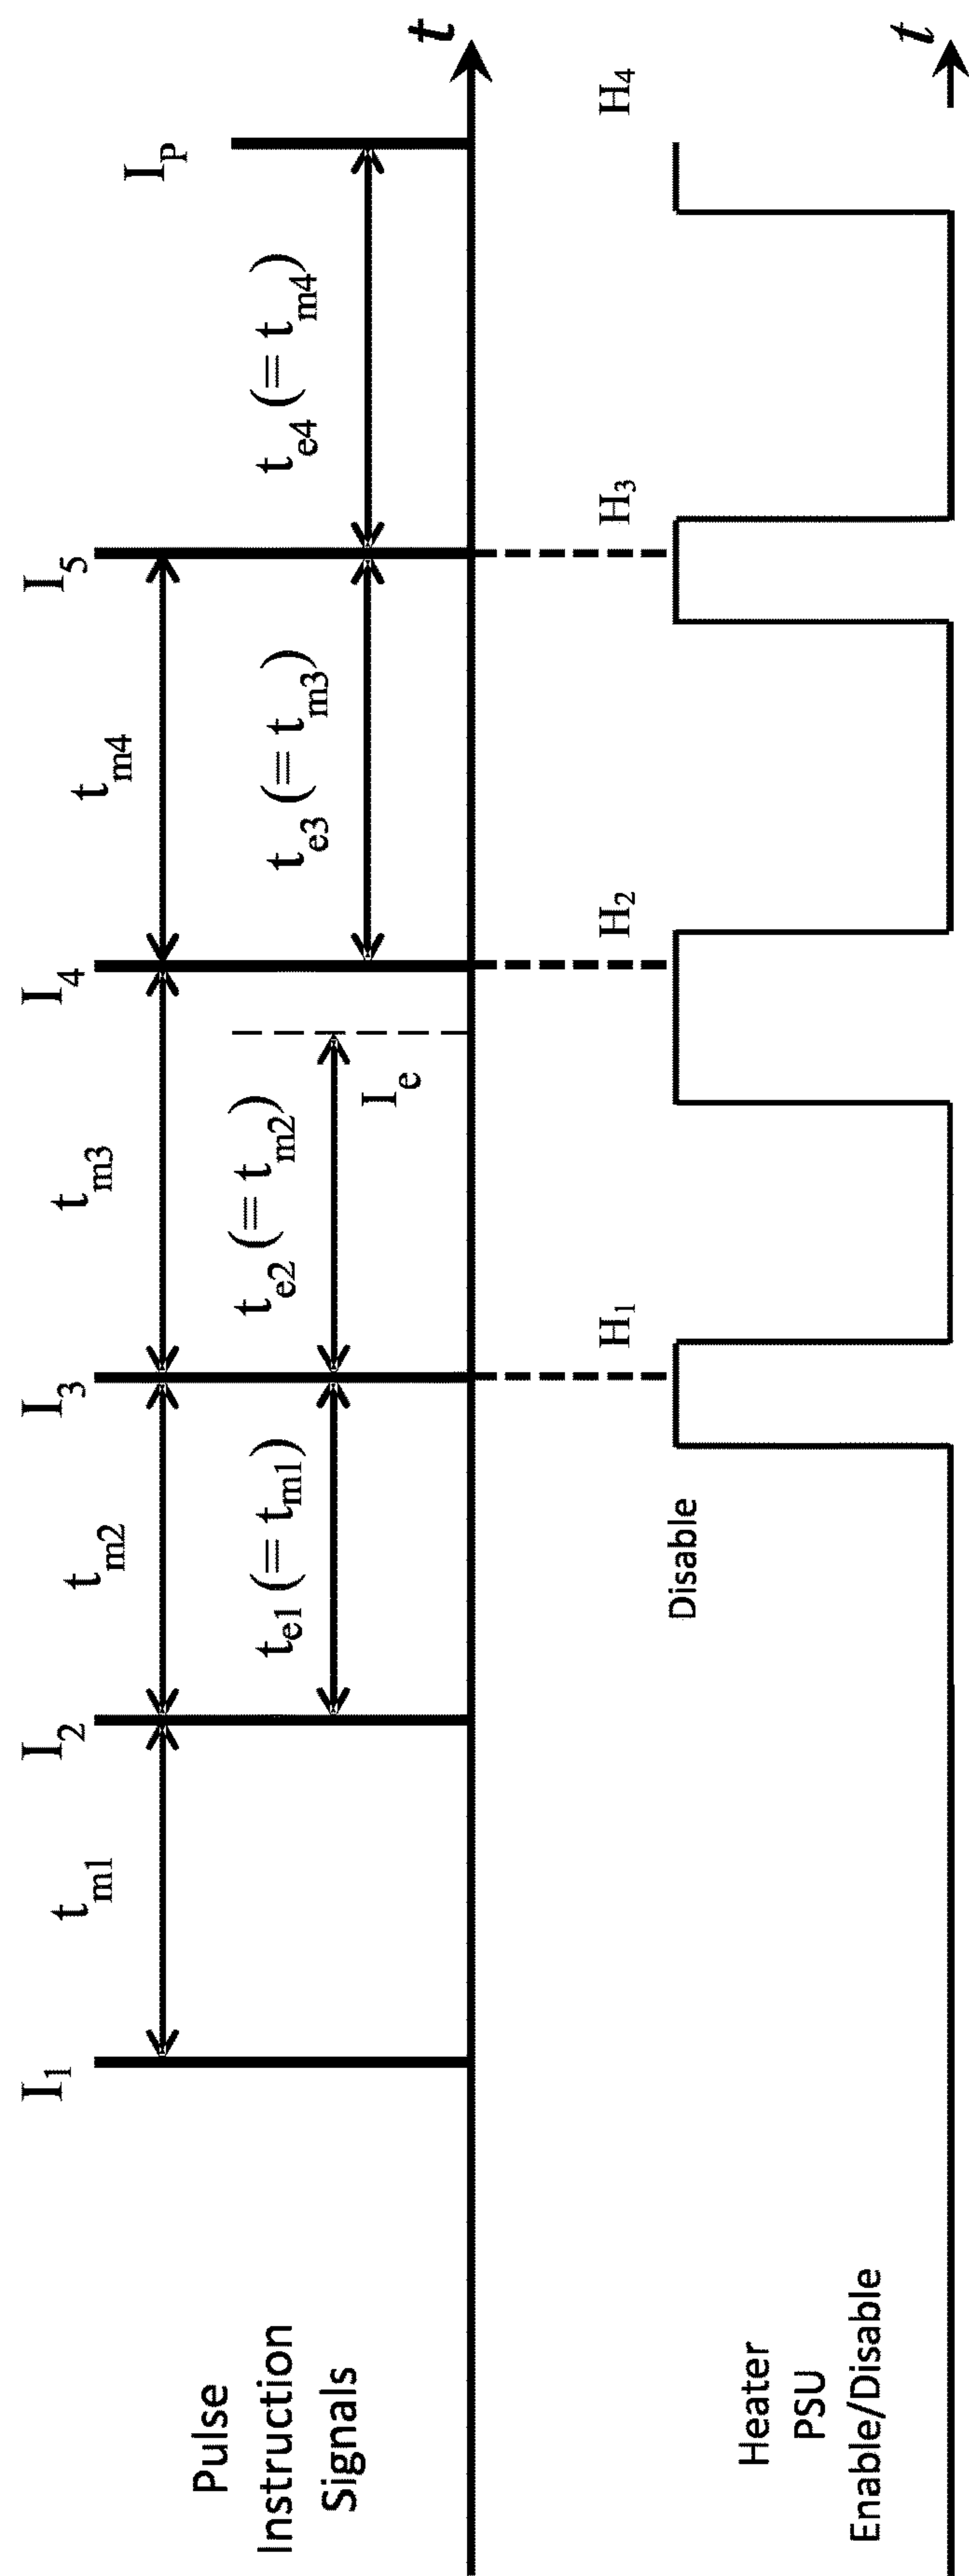 I1
I2
I3
I4
I5
IP
tm1
tm2
tm3
tm4
te1 (= tm1)
te2 (= tm2)
te3 (= tm3)
te4 (= tm4)
Ie
Pulse
Instruction
Signals
t
H1
H2
H3
H4
Disable
Heater
PSU
Enable/Disable
t